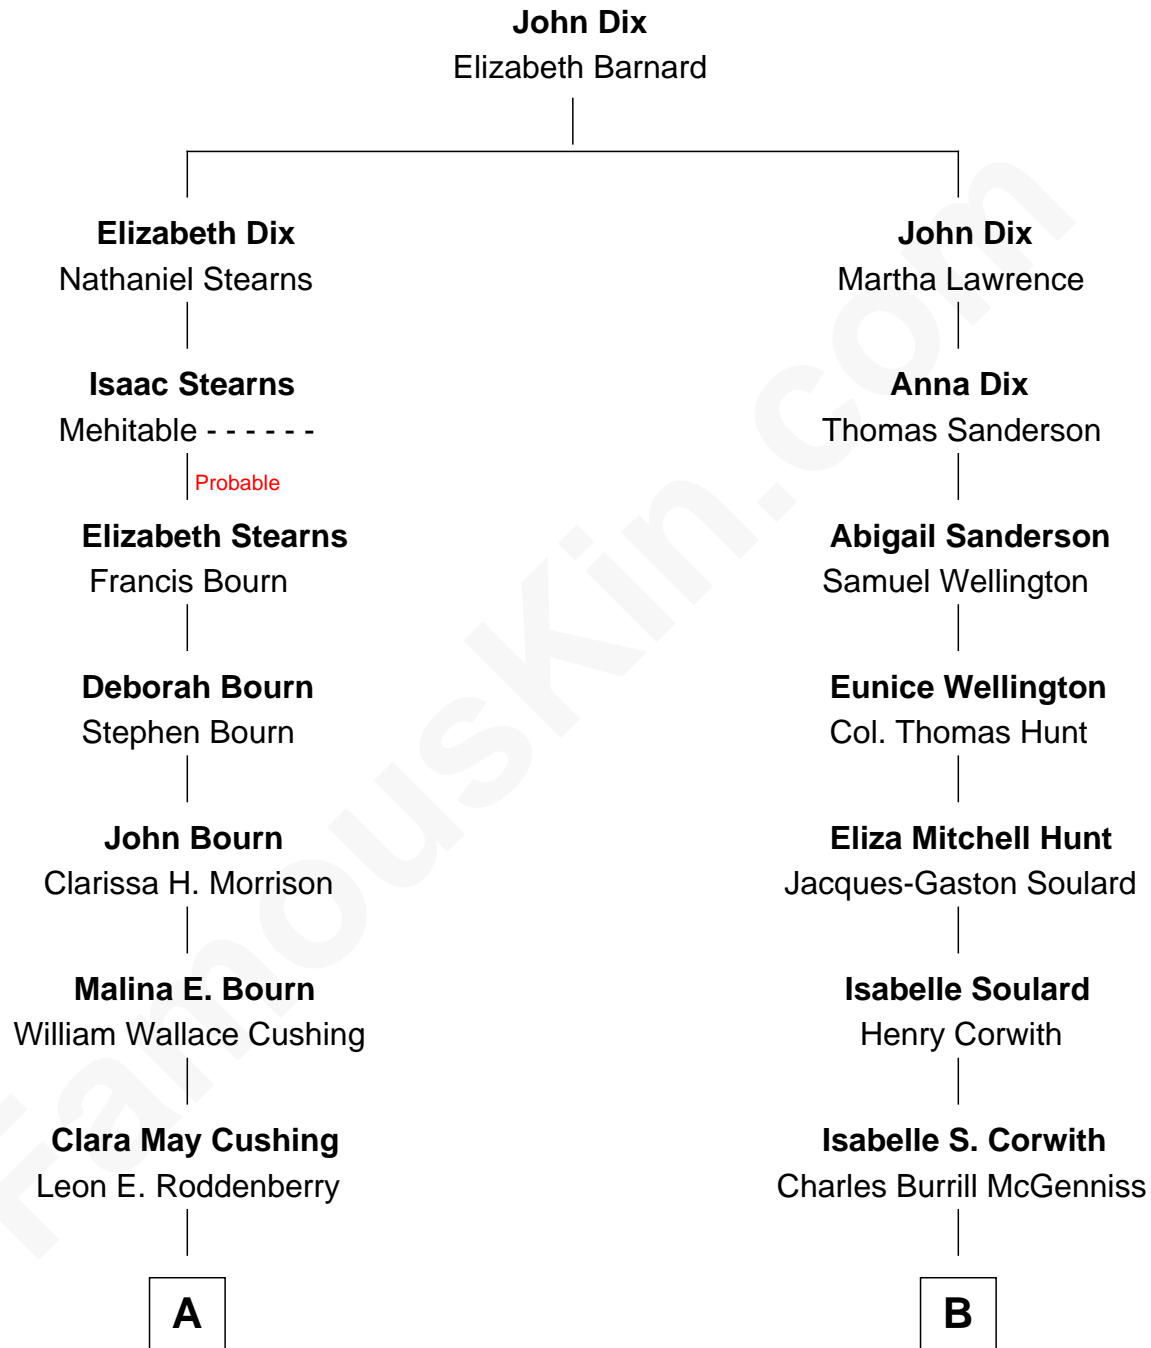 John Dix
Elizabeth Barnard
Elizabeth Dix
Nathaniel Stearns
John Dix
Martha Lawrence
Isaac Stearns
Mehitable - - - - - -
Anna Dix
Thomas Sanderson
Probable
Elizabeth Stearns
Francis Bourn
Abigail Sanderson
Samuel Wellington
Deborah Bourn
Stephen Bourn
Eunice Wellington
Col. Thomas Hunt
John Bourn
Clarissa H. Morrison
Eliza Mitchell Hunt
Jacques-Gaston Soulard
Malina E. Bourn
William Wallace Cushing
Isabelle Soulard
Henry Corwith
Clara May Cushing
Leon E. Roddenberry
Isabelle S. Corwith
Charles Burrill McGenniss
A
B
FamousKin.com